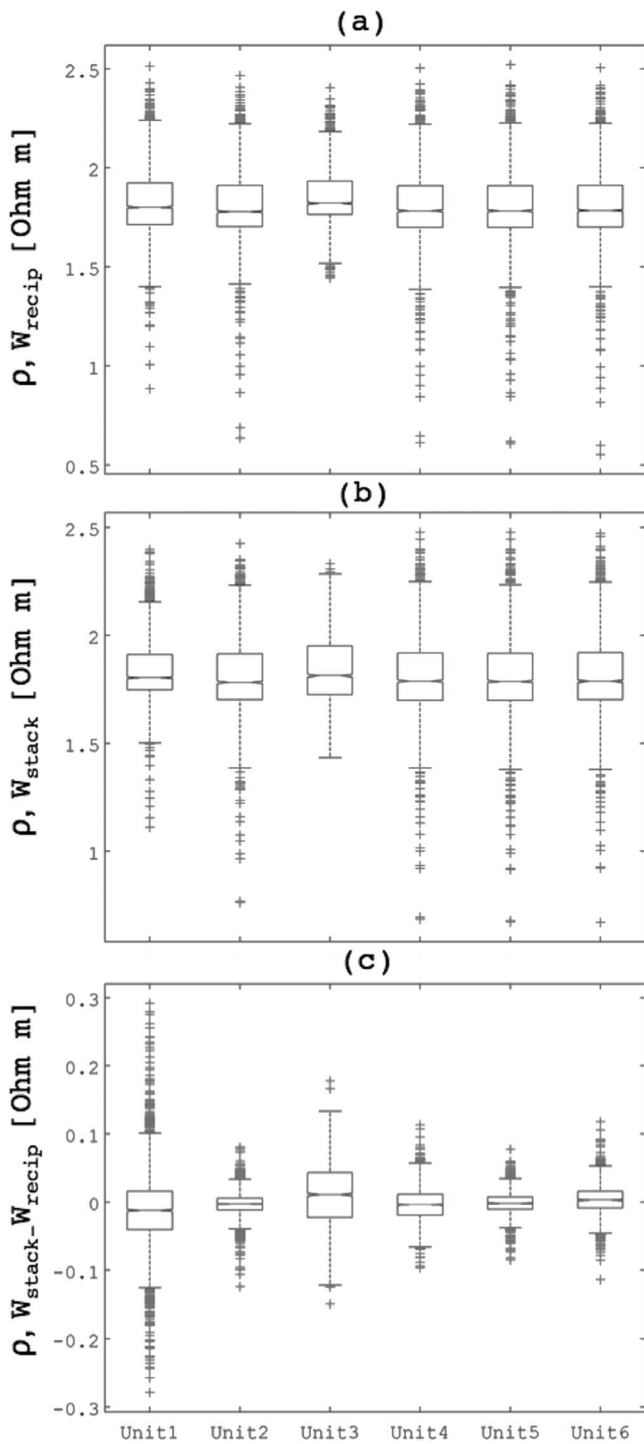 (a)
ρ, Wrecip [Ohm m]
2.5
2
1.5
1
0.5
(b)
ρ, Wstack [Ohm m]
2.5
2
1.5
1
(c)
ρ, Wstack-Wrecip [Ohm m]
0.3
0.2
0.1
0
-0.1
-0.2
-0.3
Unit1 Unit2 Unit3 Unit4 Unit5 Unit6